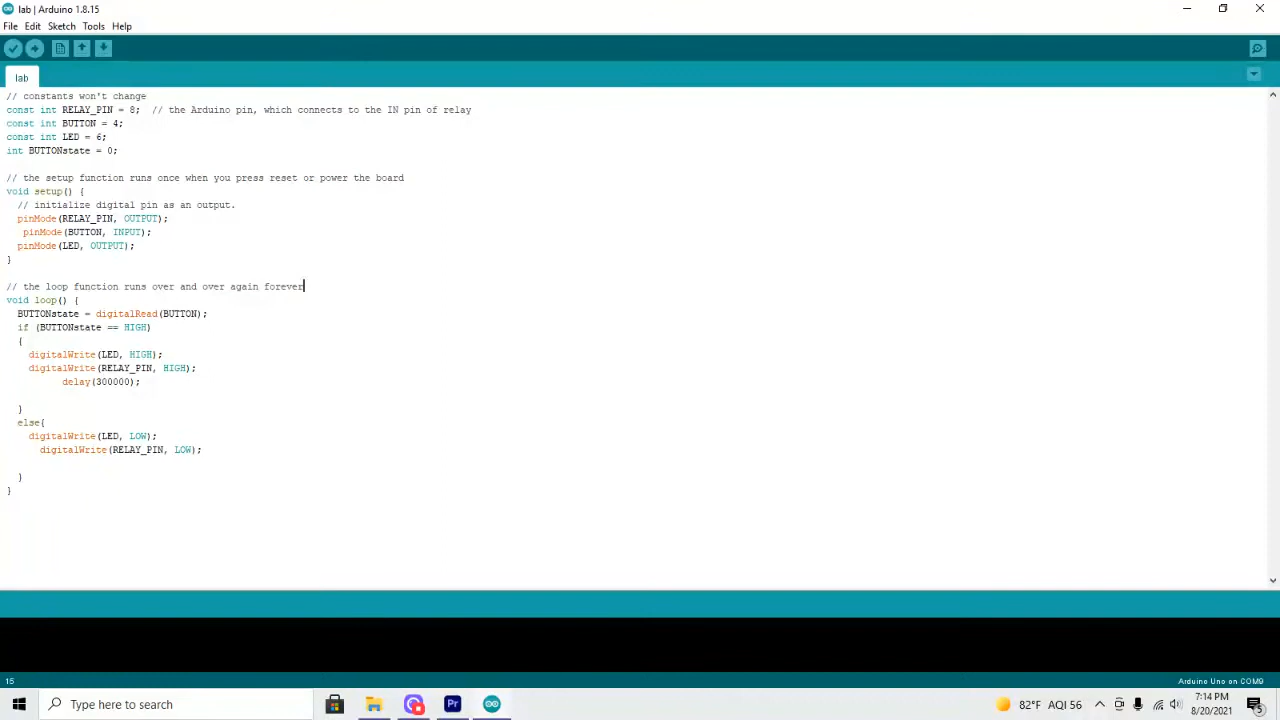 lab | Arduino 1.8.15
File Edit Sketch Tools Help
lab
// constants won't change
const int RELAY_PIN = 8;  // the Arduino pin, which connects to the IN pin of relay
const int BUTTON = 4;
const int LED = 6;
int BUTTONstate = 0;
// the setup function runs once when you press reset or power the board
void setup() {
// initialize digital pin as an output.
pinMode(RELAY_PIN, OUTPUT);
pinMode(BUTTON, INPUT);
pinMode(LED, OUTPUT);
}
// the loop function runs over and over again forever
void loop() {
BUTTONstate = digitalRead(BUTTON);
if (BUTTONstate == HIGH)
{
digitalWrite(LED, HIGH);
digitalWrite(RELAY_PIN, HIGH);
delay(300000);
}
else{
digitalWrite(LED, LOW);
digitalWrite(RELAY_PIN, LOW);
}
}
15
Arduino Uno on COM9
Type here to search
Pr
82°F AQI 56
7:14 PM
8/20/2021
5